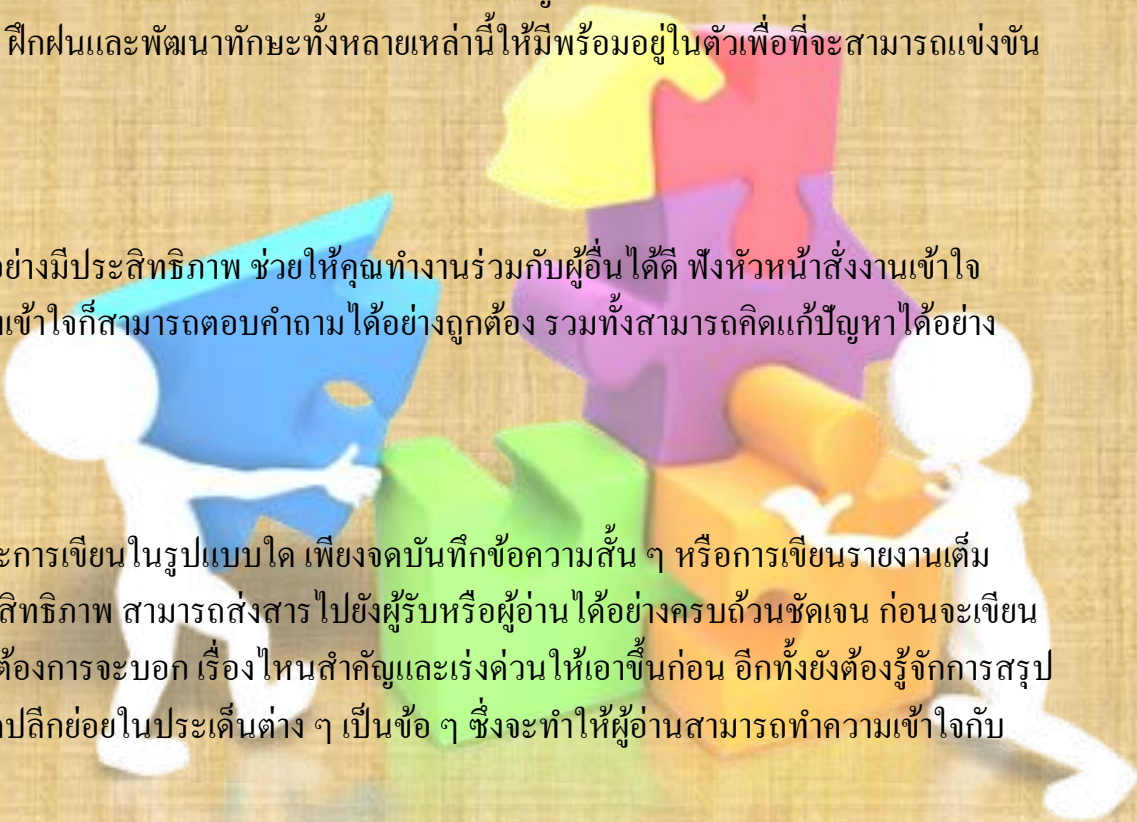 ฝึกฝนและพัฒนาทักษะทั้งหลายเหล่านี้ให้มีพร้อมอยู่ในตัวเพื่อที่จะสามารถแข่งขัน
อย่างมีประสิทธิภาพ ช่วยให้คุณทำงานร่วมกับผู้อื่นได้ดี ฟังหัวหน้าสั่งงานเข้าใจ
เข้าใจก็สามารถตอบคำถามได้อย่างถูกต้อง รวมทั้งสามารถคิดแก้ปัญหาได้อย่าง
การเขียนในรูปแบบใด เพียงจดบันทึกข้อความสั้น ๆ หรือการเขียนรายงานเต็ม
สิทธิภาพ สามารถส่งสารไปยังผู้รับหรือผู้อ่านได้อย่างครบถ้วนชัดเจน ก่อนจะเขียน
ต้องการจะบอก เรื่องไหนสำคัญและเร่งด่วนให้เอาขึ้นก่อน อีกทั้งยังต้องรู้จักการสรุป
ปลีกย่อยในประเด็นต่าง ๆ เป็นข้อ ๆ ซึ่งจะทำให้ผู้อ่านสามารถทำความเข้าใจกับ